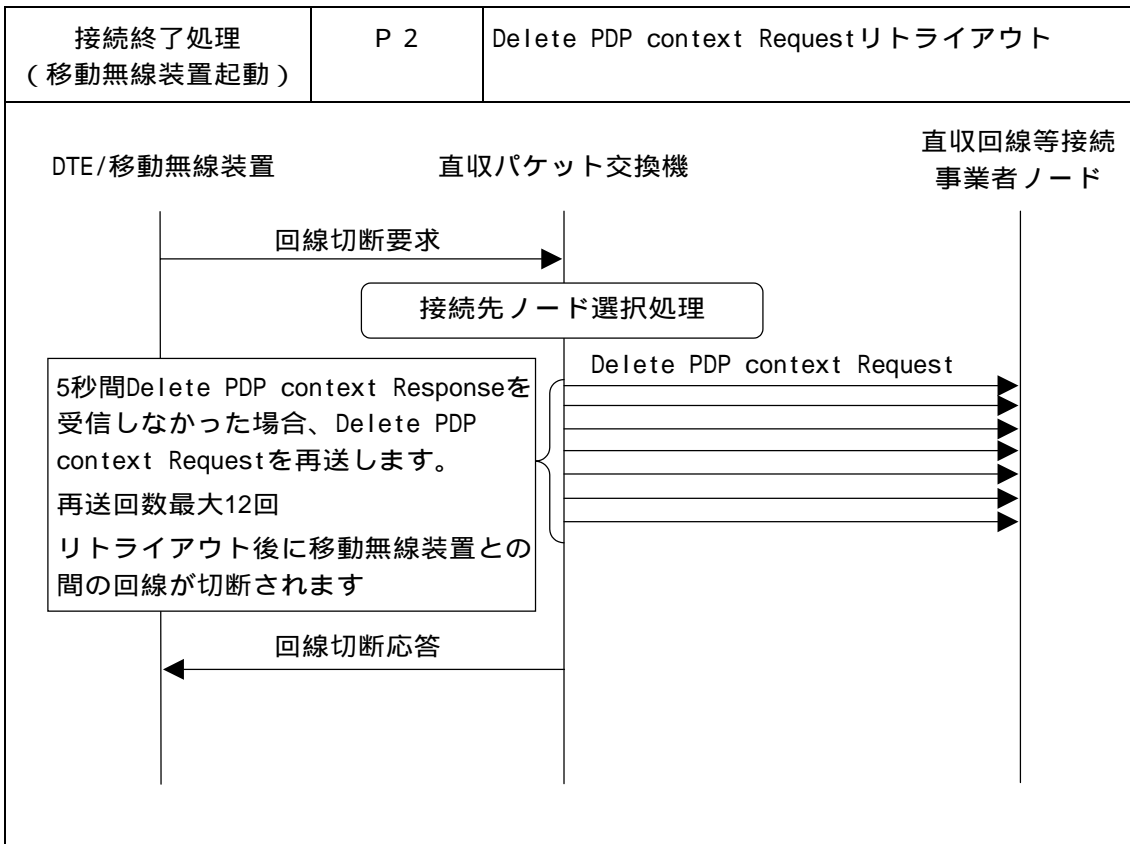 接続終了処理
(移動無線装置起動)
P 2
Delete PDP context Requestリトライアウト
DTE/移動無線装置
直収パケット交換機
直収回線等接続
事業者ノード
回線切断要求
接続先ノード選択処理
Delete PDP context Request
5秒間Delete PDP context Responseを
受信しなかった場合、Delete PDP
context Requestを再送します。
再送回数最大12回
リトライアウト後に移動無線装置との
間の回線が切断されます
回線切断応答